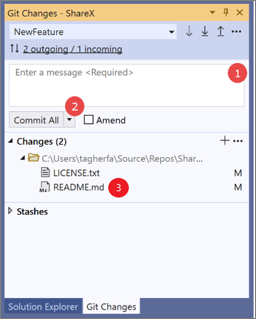 Git Changes - ShareX
NewFeature
2 outgoing / 1 incoming
Enter a message <Required>
1
2
Commit All
Amend
Changes (2)
C:\Users\tagherfa\Source\Repos\Shar...
LICENSE.txt M
README.md 3 M
Stashes
Solution Explorer Git Changes